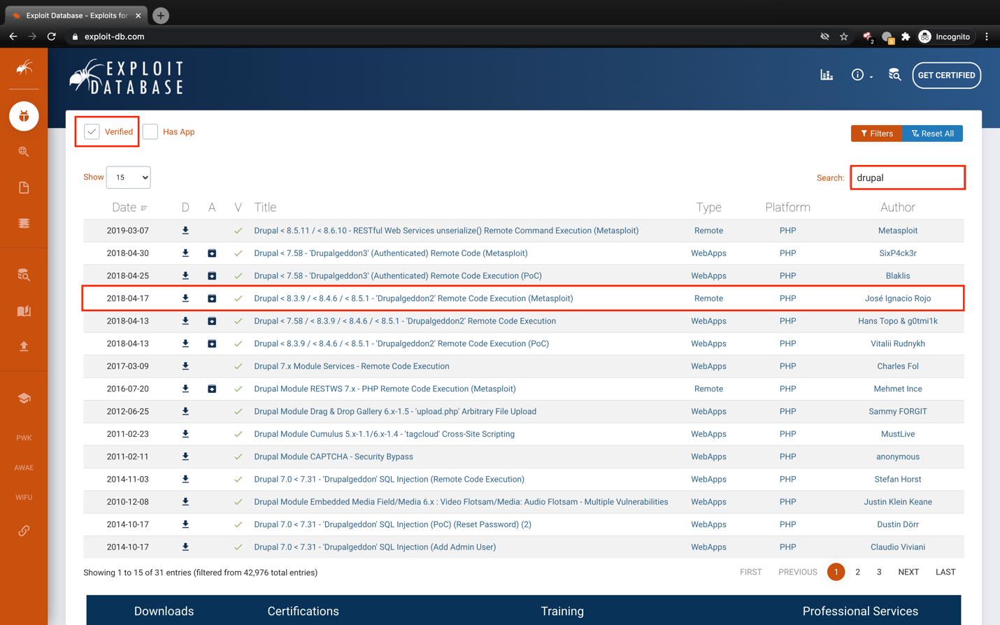 Exploit Database - Exploits for
exploit-db.com
2
5
Incognito
EXPLOIT
DATABASE
GET CERTIFIED
Verified
Has App
Filters
Reset All
Show 15
Search: drupal
Date D A V Title Type Platform Author
2019-03-07 Drupal < 8.5.11 / < 8.6.10 - RESTful Web Services unserialize() Remote Command Execution (Metasploit) Remote PHP Metasploit
2018-04-30 Drupal < 7.58 - 'Drupalgeddon3' (Authenticated) Remote Code (Metasploit) WebApps PHP SixP4ck3r
2018-04-25 Drupal < 7.58 - 'Drupalgeddon3' (Authenticated) Remote Code Execution (PoC) WebApps PHP Blaklis
2018-04-17 Drupal < 8.3.9 / < 8.4.6 / < 8.5.1 - 'Drupalgeddon2' Remote Code Execution (Metasploit) Remote PHP José Ignacio Rojo
2018-04-13 Drupal < 7.58 / < 8.3.9 / < 8.4.6 / < 8.5.1 - 'Drupalgeddon2' Remote Code Execution WebApps PHP Hans Topo & g0tmi1k
2018-04-13 Drupal < 8.3.9 / < 8.4.6 / < 8.5.1 - 'Drupalgeddon2' Remote Code Execution (PoC) WebApps PHP Vitalii Rudnykh
2017-03-09 Drupal 7.x Module Services - Remote Code Execution WebApps PHP Charles Fol
2016-07-20 Drupal Module RESTWS 7.x - PHP Remote Code Execution (Metasploit) Remote PHP Mehmet Ince
2012-06-25 Drupal Module Drag & Drop Gallery 6.x-1.5 - 'upload.php' Arbitrary File Upload WebApps PHP Sammy FORGIT
2011-02-23 Drupal Module Cumulus 5.x-1.1/6.x-1.4 - 'tagcloud' Cross-Site Scripting WebApps PHP MustLive
2011-02-11 Drupal Module CAPTCHA - Security Bypass WebApps PHP anonymous
2014-11-03 Drupal 7.0 < 7.31 - 'Drupalgeddon' SQL Injection (Remote Code Execution) WebApps PHP Stefan Horst
2010-12-08 Drupal Module Embedded Media Field/Media 6.x : Video Flotsam/Media: Audio Flotsam - Multiple Vulnerabilities WebApps PHP Justin Klein Keane
2014-10-17 Drupal 7.0 < 7.31 - 'Drupalgeddon' SQL Injection (PoC) (Reset Password) (2) WebApps PHP Dustin Dörr
2014-10-17 Drupal 7.0 < 7.31 - 'Drupalgeddon' SQL Injection (Add Admin User) WebApps PHP Claudio Viviani
PWK
AWAE
WIFU
Showing 1 to 15 of 31 entries (filtered from 42,976 total entries)
FIRST PREVIOUS 1 2 3 NEXT LAST
Downloads Certifications Training Professional Services